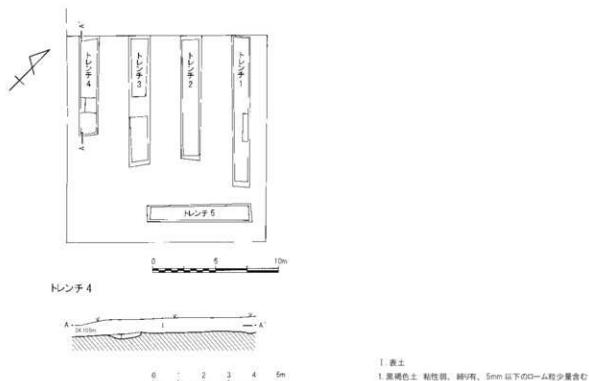 A'
トレンチ 4
トレンチ 3
トレンチ 2
トレンチ 1
A
トレンチ 5
0 5 10m
トレンチ 4
A
A'
I
0 1 2 3 4 5m
I. 表土
1. 黒褐色土 粘性弱、締り有、5mm 以下のローム粒少量含む